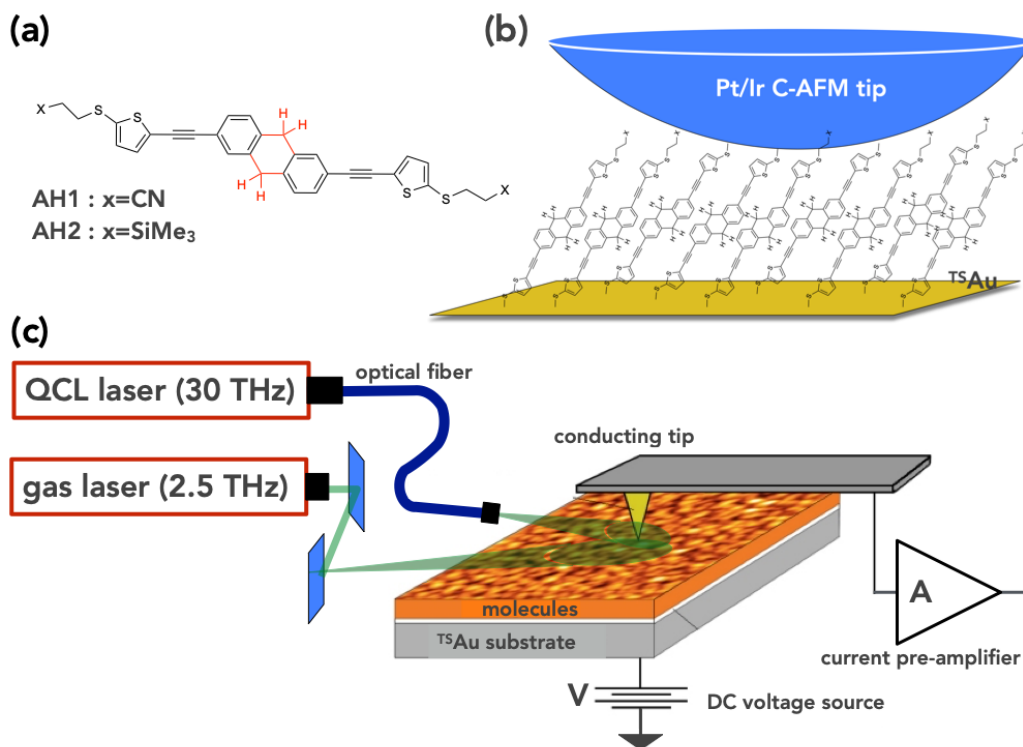 (a)
X
S
S
H
H
H
H
S
S
X
AH1 : x=CN
AH2 : x=SiMe₃
(b)
Pt/Ir C-AFM tip
ᵀˢAu
(c)
QCL laser (30 THz)
optical fiber
gas laser (2.5 THz)
conducting tip
molecules
ᵀˢAu substrate
A
current pre-amplifier
V
DC voltage source